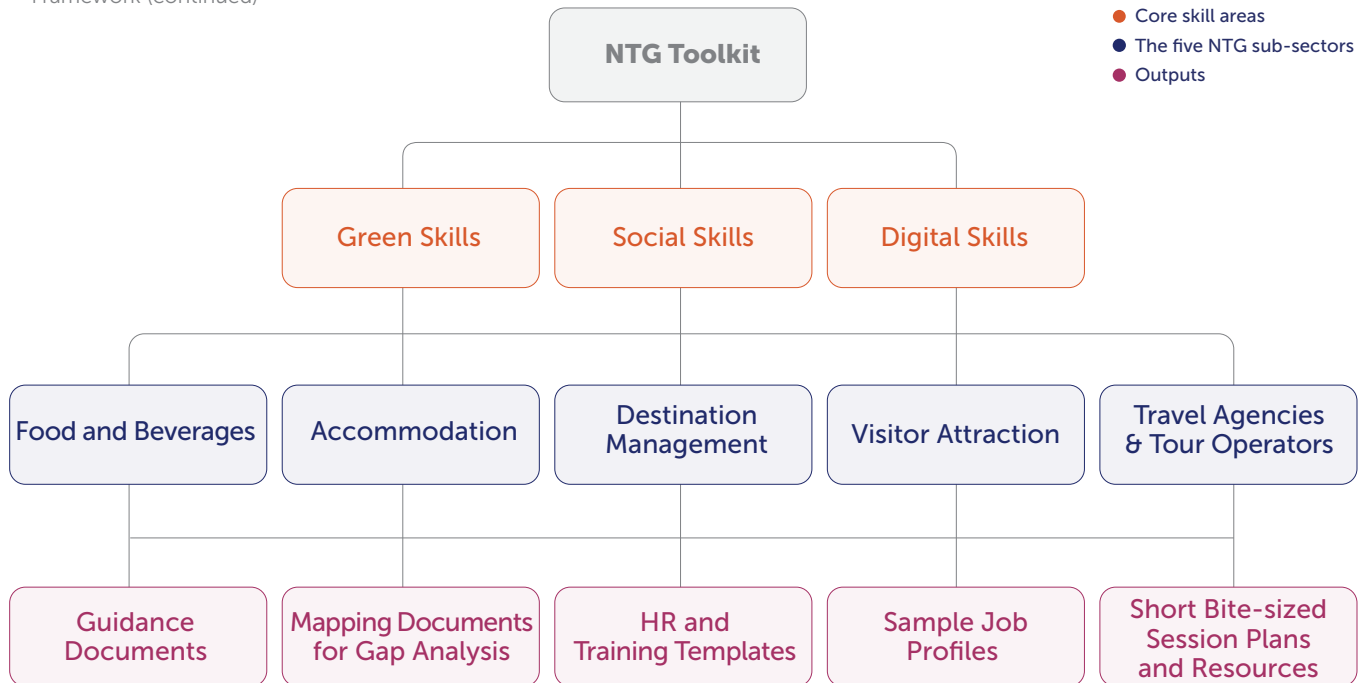 Framework (continued)
Core skill areas
The five NTG sub-sectors
Outputs
NTG Toolkit
Green Skills
Social Skills
Digital Skills
Food and Beverages
Accommodation
Destination
Management
Visitor Attraction
Travel Agencies
& Tour Operators
Guidance
Documents
Mapping Documents
for Gap Analysis
HR and
Training Templates
Sample Job
Profiles
Short Bite-sized
Session Plans
and Resources